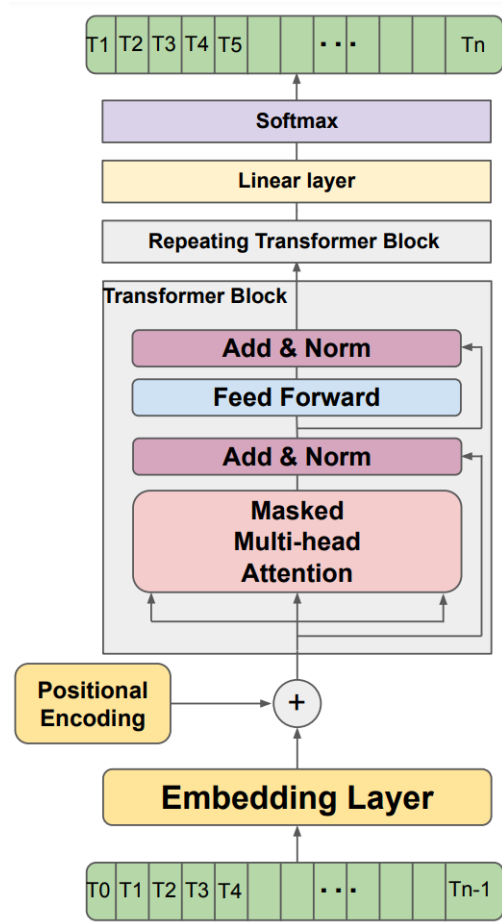 T1 T2 T3 T4 T5 ... Tn
Softmax
Linear layer
Repeating Transformer Block
Transformer Block
Add & Norm
Feed Forward
Add & Norm
Masked
Multi-head
Attention
Positional
Encoding
+
Embedding Layer
T0 T1 T2 T3 T4 ... Tn-1